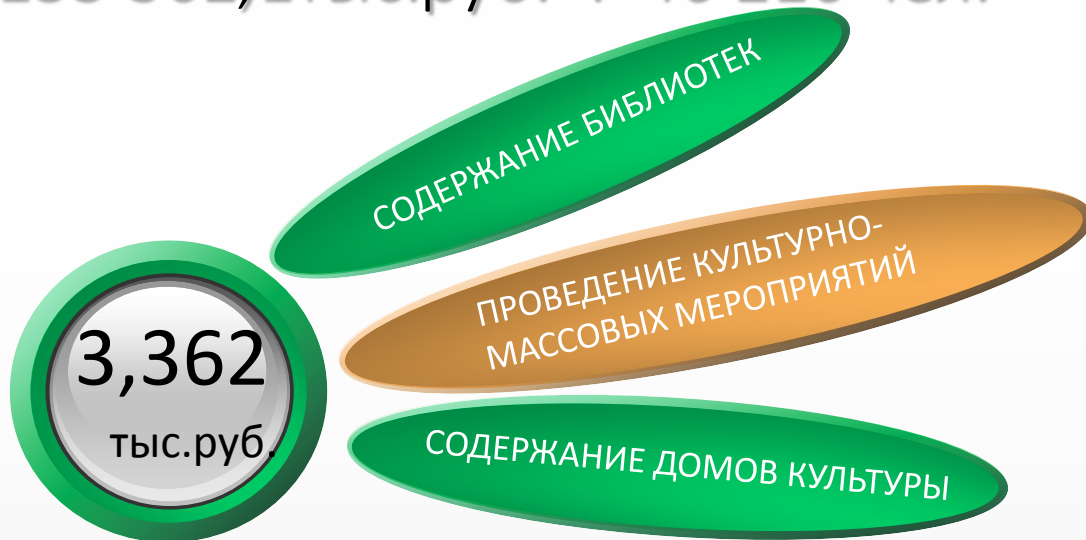 СОДЕРЖАНИЕ БИБЛИОТЕК
ПРОВЕДЕНИЕ КУЛЬТУРНО-
МАССОВЫХ МЕРОПРИЯТИЙ
3,362
тыс.руб.
СОДЕРЖАНИЕ ДОМОВ КУЛЬТУРЫ